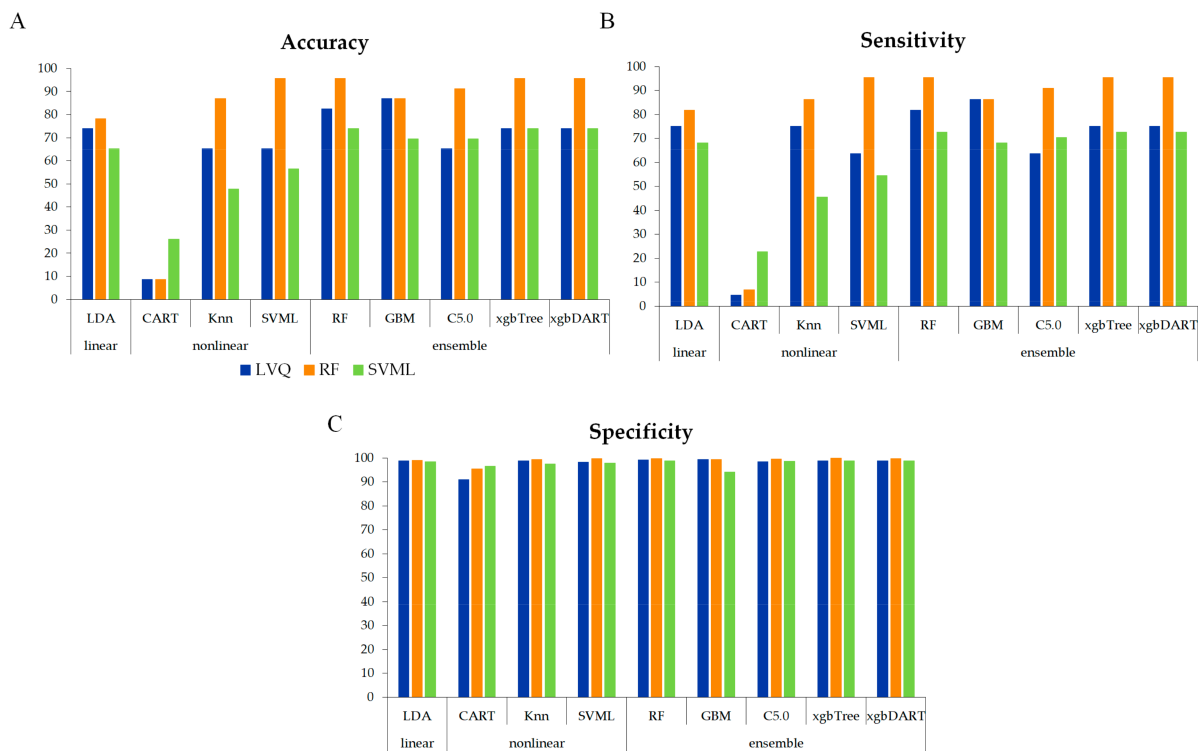 A
Accuracy
100
90
80
70
60
50
40
30
20
10
0
LDA CART Knn SVML RF GBM C5.0 xgbTree xgbDART
linear nonlinear ensemble
LVQ RF SVML
B
Sensitivity
100
90
80
70
60
50
40
30
20
10
0
LDA CART Knn SVML RF GBM C5.0 xgbTree xgbDART
linear nonlinear ensemble
C
Specificity
100
90
80
70
60
50
40
30
20
10
0
LDA CART Knn SVML RF GBM C5.0 xgbTree xgbDART
linear nonlinear ensemble